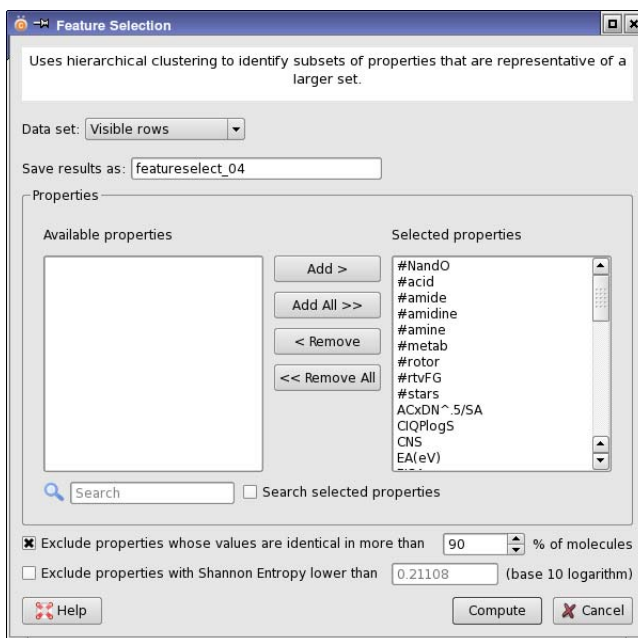 Feature Selection
Uses hierarchical clustering to identify subsets of properties that are representative of a
larger set.
Data set: Visible rows
Save results as: featureselect_04
Properties
Available properties
Selected properties
Add >
Add All >>
< Remove
<< Remove All
#NandO
#acid
#amide
#amidine
#amine
#metab
#rotor
#rtvFG
#stars
ACxDN^.5/SA
CIQPlogS
CNS
EA(eV)
Search
Search selected properties
Exclude properties whose values are identical in more than 90 % of molecules
Exclude properties with Shannon Entropy lower than 0.21108 (base 10 logarithm)
Help
Compute
Cancel